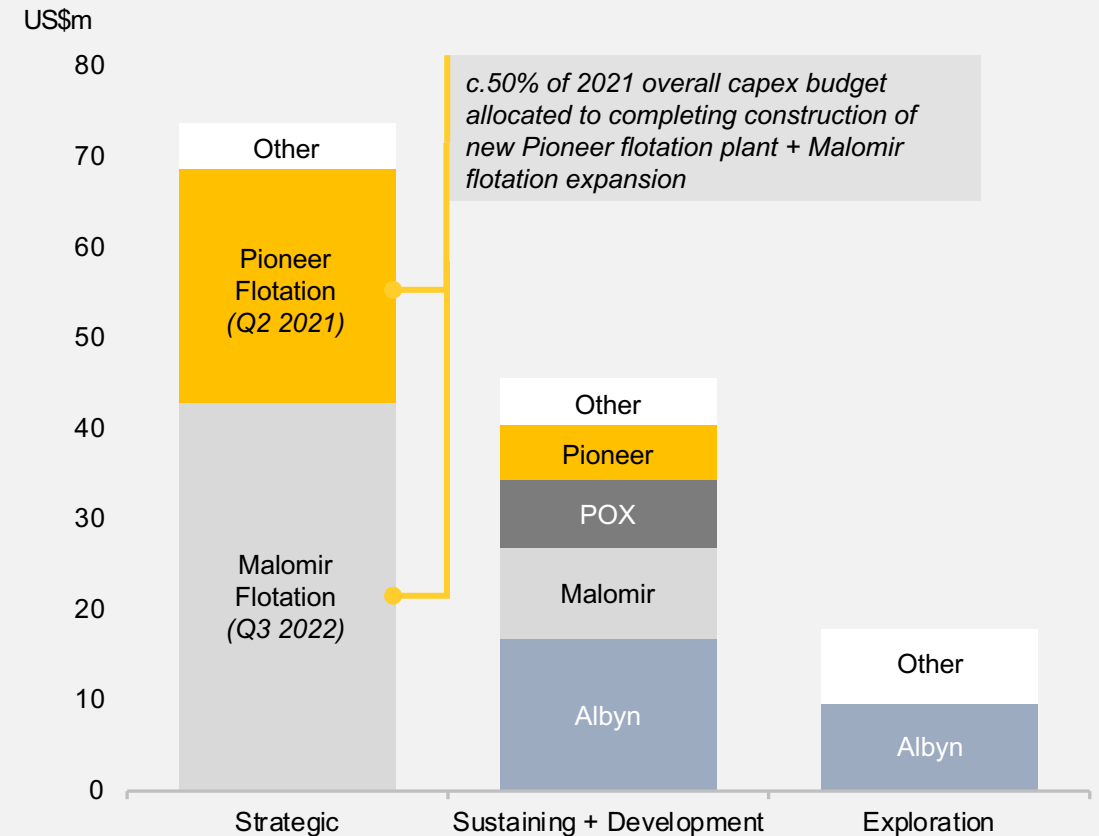 US$m
80
70
60
50
40
30
20
10
0
c.50% of 2021 overall capex budget
allocated to completing construction of
new Pioneer flotation plant + Malomir
flotation expansion
Other
Pioneer
Flotation
(Q2 2021)
Malomir
Flotation
(Q3 2022)
Other
Pioneer
POX
Malomir
Albyn
Other
Albyn
Strategic
Sustaining + Development
Exploration